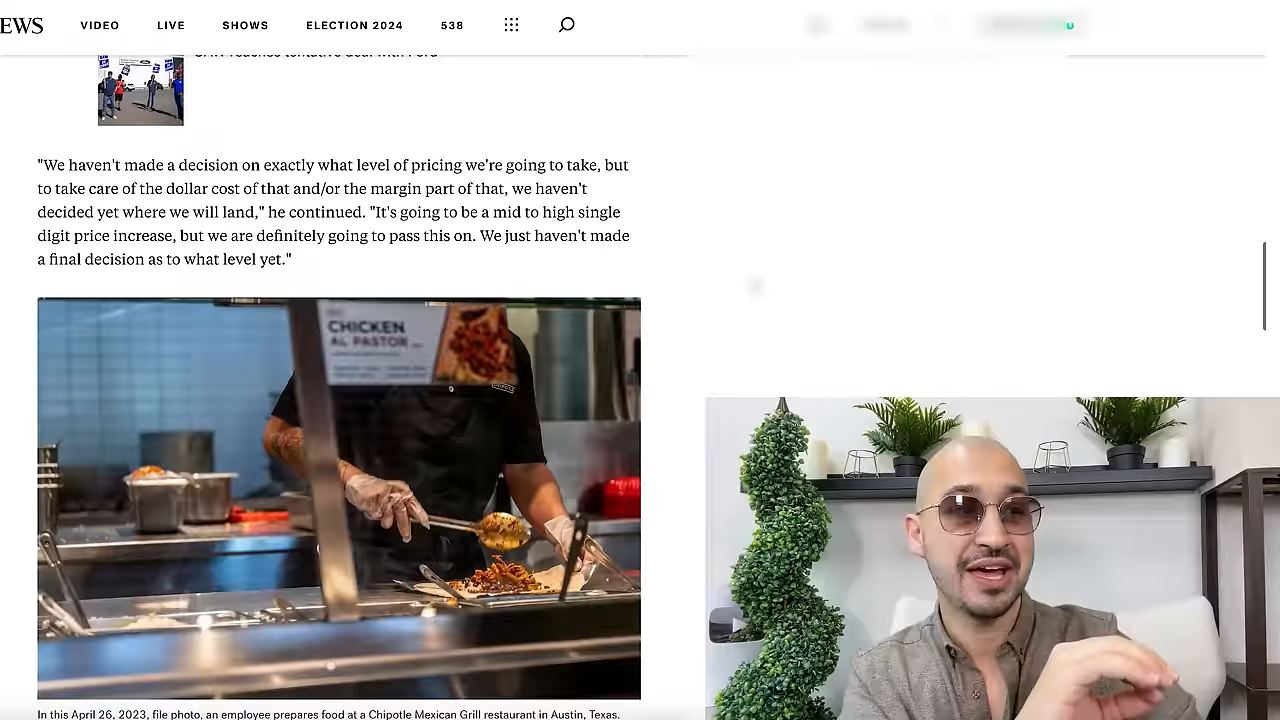 EWS
VIDEO
LIVE
SHOWS
ELECTION 2024
538
"We haven't made a decision on exactly what level of pricing we're going to take, but
to take care of the dollar cost of that and/or the margin part of that, we haven't
decided yet where we will land," he continued. "It's going to be a mid to high single
digit price increase, but we are definitely going to pass this on. We just haven't made
a final decision as to what level yet."
CHICKEN
AL PASTOR
In this April 26, 2023, file photo, an employee prepares food at a Chipotle Mexican Grill restaurant in Austin, Texas.